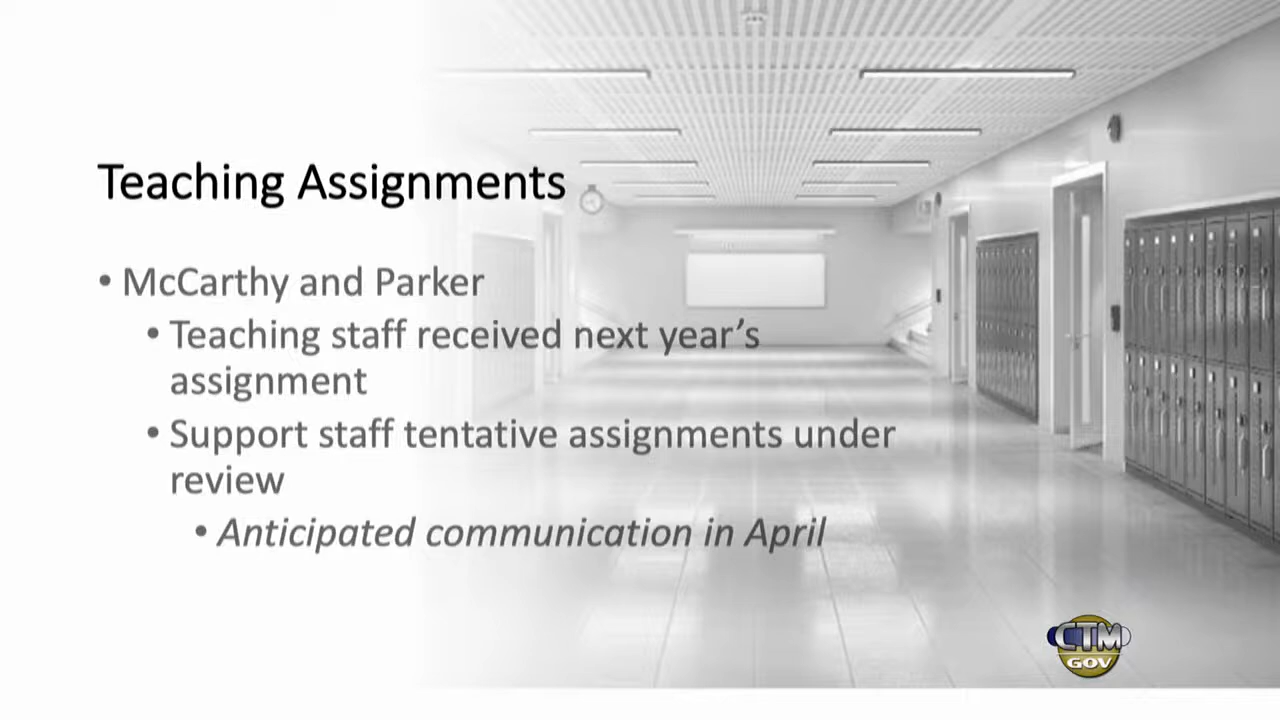 Teaching Assignments
• McCarthy and Parker
• Teaching staff received next year’s
assignment
• Support staff tentative assignments under
review
• Anticipated communication in April
CTM
GOV